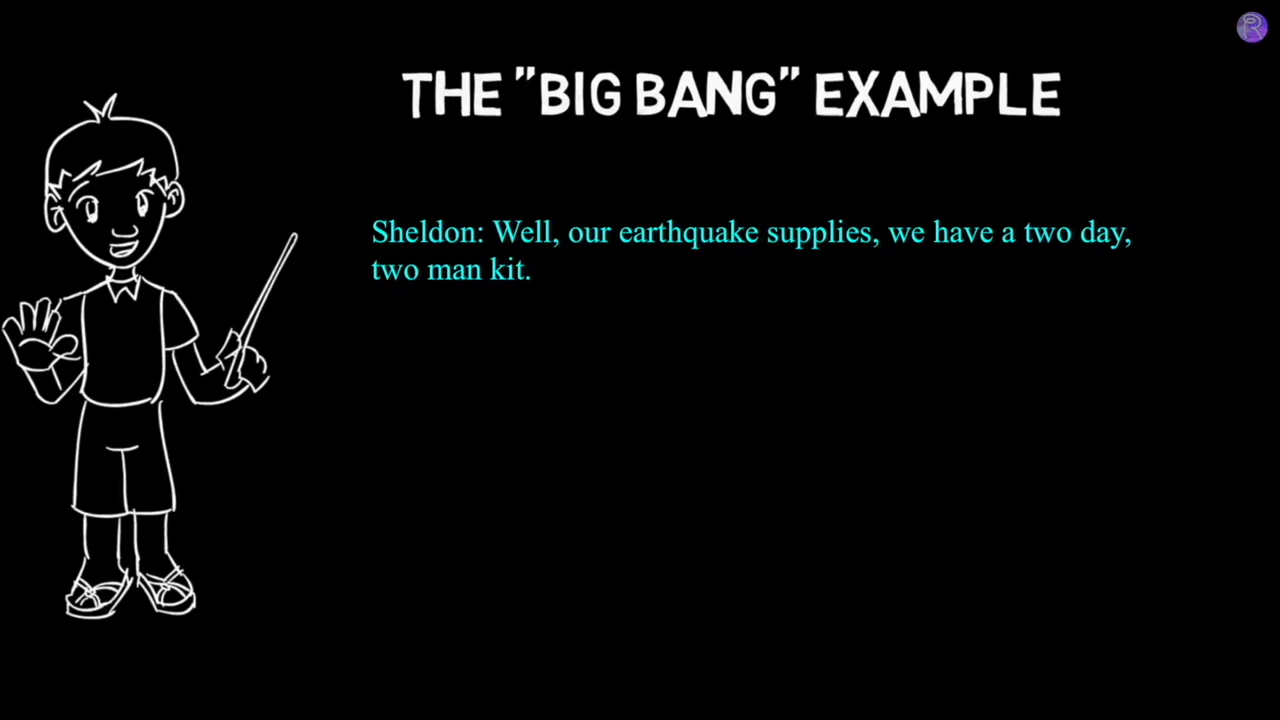 THE "BIG BANG" EXAMPLE
Sheldon: Well, our earthquake supplies, we have a two day,
two man kit.